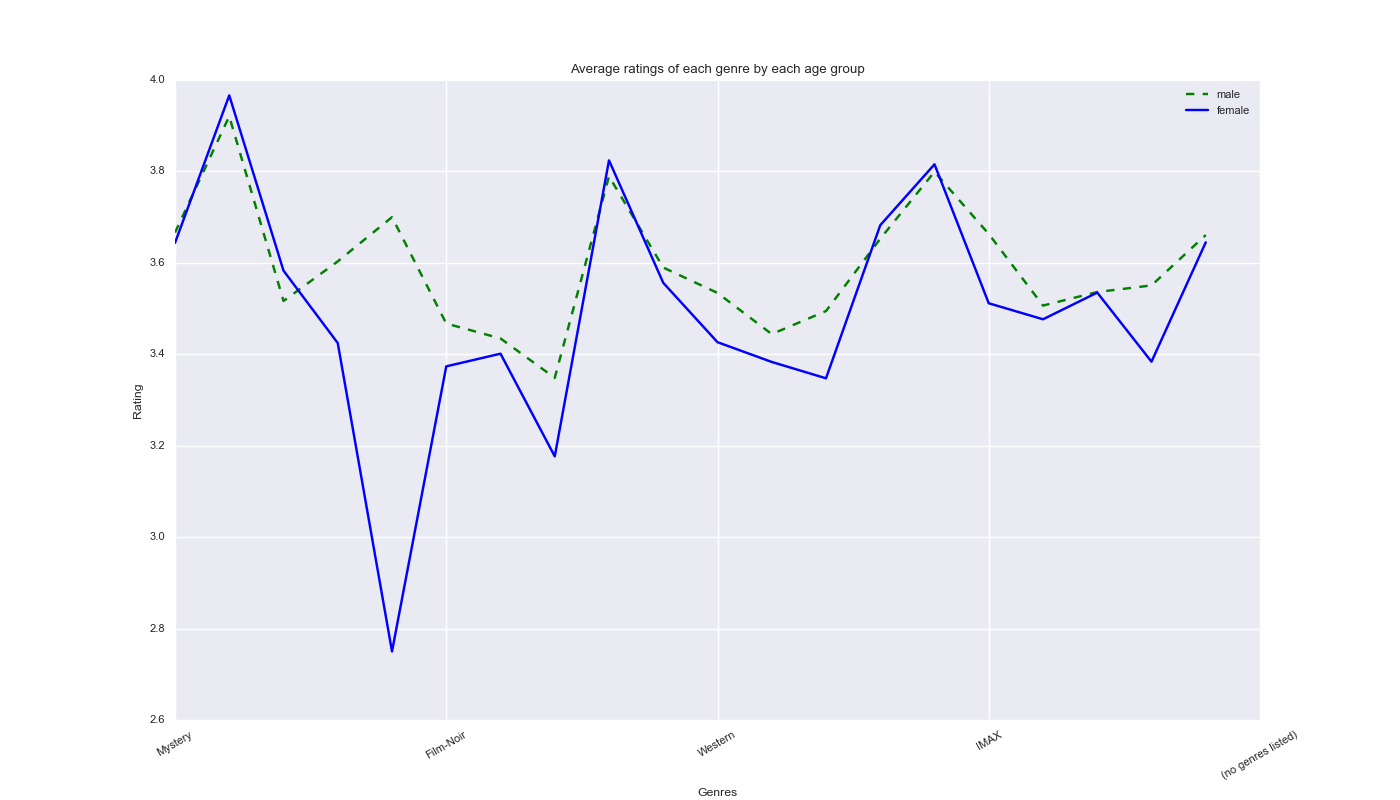 Average ratings of each genre by each age group
male
female
4.0
3.8
3.6
3.4
3.2
3.0
2.8
2.6
Rating
Mystery
Film-Noir
Western
IMAX
(no genres listed)
Genres